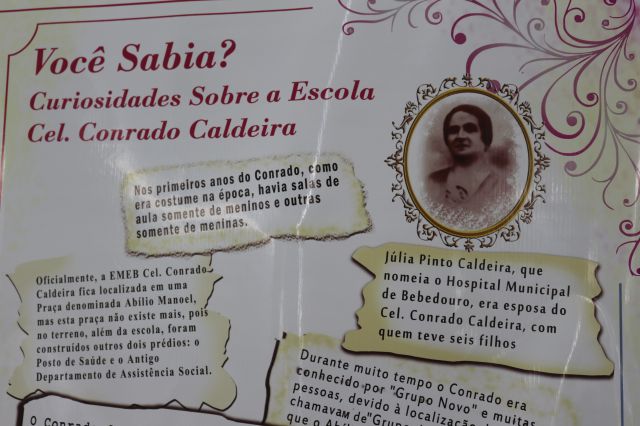 Você Sabia?
Curiosidades Sobre a Escola
Cel. Conrado Caldeira
Nos primeiros anos do Conrado, como
era costume na época, havia salas de
aula somente de meninos e outras
somente de meninas.
Júlia Pinto Caldeira, que
nomeia o Hospital Municipal
de Bebedouro, era esposa do
Cel. Conrado Caldeira, com
quem teve seis filhos
Oficialmente, a EMEB Cel. Conrado
Caldeira fica localizada em uma
Praça denominada Abílio Manoel,
mas esta praça não existe mais, pois
no terreno, além da escola, foram
construídos outros dois prédios: o
Posto de Saúde e o Antigo
Departamento de Assistência Social.
Durante muito tempo o Conrado era
conhecido por "Grupo Novo" e muitas
pessoas, devido à localização
chamavam de "Grupo
que o
O